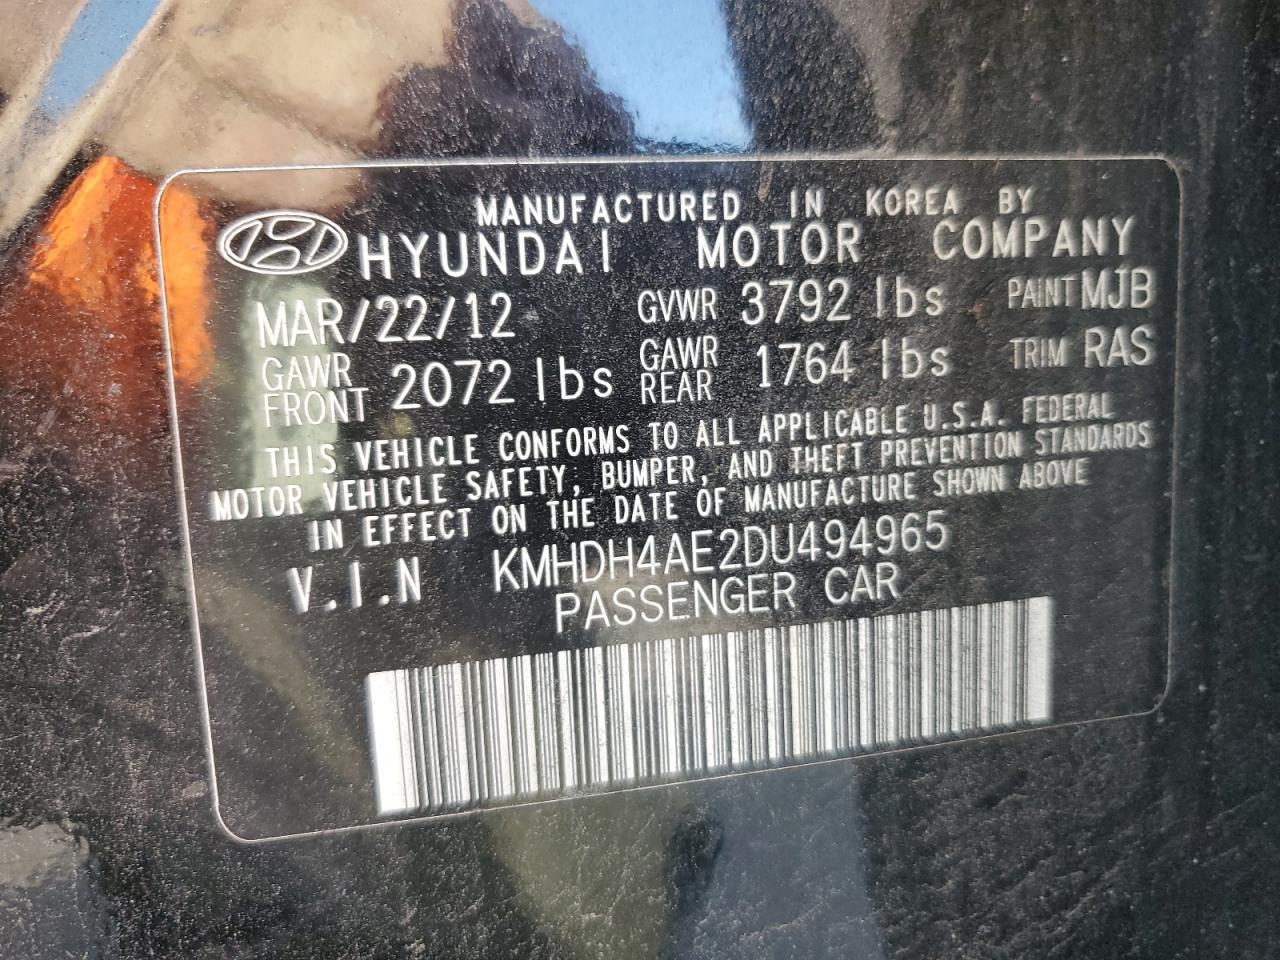 MANUFACTURED IN KOREA BY
HYUNDAI MOTOR COMPANY
MAR/22/12 GVWR 3792 lbs PAINT MJB
GAWR FRONT 2072 lbs GAWR REAR 1764 lbs TRIM RAS
THIS VEHICLE CONFORMS TO ALL APPLICABLE U.S.A. FEDERAL
MOTOR VEHICLE SAFETY, BUMPER, AND THEFT PREVENTION STANDARDS
IN EFFECT ON THE DATE OF MANUFACTURE SHOWN ABOVE
V.I.N KMHDH4AE2DU494965
PASSENGER CAR